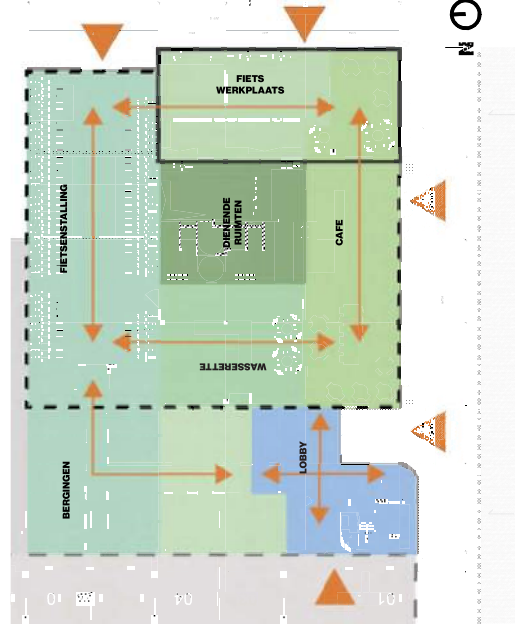 FIETS
WERKPLAATS
FIETSENSTALLING
DIENENDE
RUIMTEN
CAFE
WASSERETTE
LOBBY
BERGINGEN